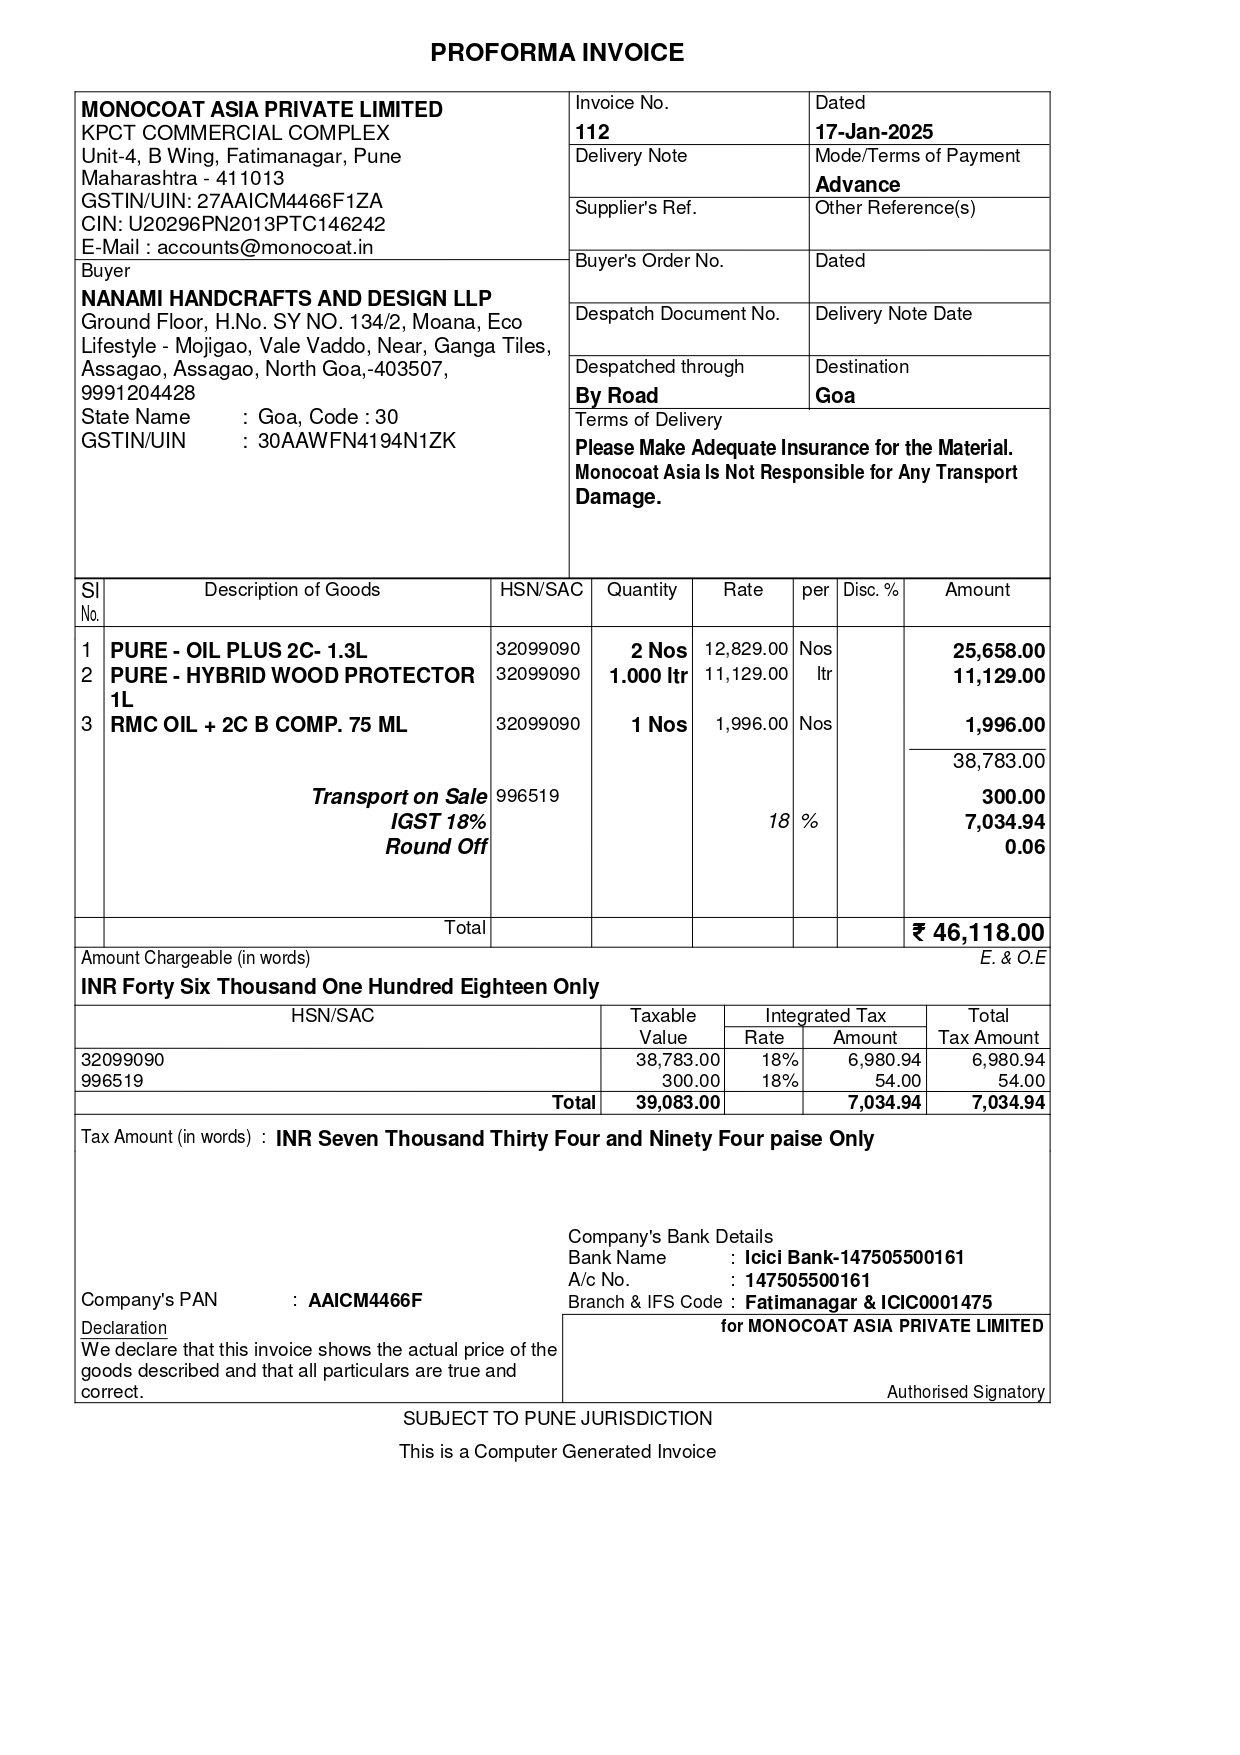 PROFORMA INVOICE
MONOCOAT ASIA PRIVATE LIMITED
KPCT COMMERCIAL COMPLEX
Unit-4, B Wing, Fatimanagar, Pune
Maharashtra - 411013
GSTIN/UIN: 27AAICM4466F1ZA
CIN: U20296PN2013PTC146242
E-Mail : accounts@monocoat.in
Invoice No. Dated
112 17-Jan-2025
Delivery Note Mode/Terms of Payment
Advance
Supplier's Ref. Other Reference(s)
Buyer
NANAMI HANDCRAFTS AND DESIGN LLP
Ground Floor, H.No. SY NO. 134/2, Moana, Eco
Lifestyle - Mojigao, Vale Vaddo, Near, Ganga Tiles,
Assagao, Assagao, North Goa,-403507,
9991204428
State Name : Goa, Code : 30
GSTIN/UIN : 30AAWFN4194N1ZK
Buyer's Order No. Dated
Despatch Document No. Delivery Note Date
Despatched through Destination
By Road Goa
Terms of Delivery
Please Make Adequate Insurance for the Material.
Monocoat Asia Is Not Responsible for Any Transport
Damage.
Sl Description of Goods HSN/SAC Quantity Rate per Disc. % Amount
No.
1 PURE - OIL PLUS 2C- 1.3L 32099090 2 Nos 12,829.00 Nos 25,658.00
2 PURE - HYBRID WOOD PROTECTOR 32099090 1.000 ltr 11,129.00 ltr 11,129.00
1L
3 RMC OIL + 2C B COMP. 75 ML 32099090 1 Nos 1,996.00 Nos 1,996.00
38,783.00
Transport on Sale 996519 300.00
IGST 18% 18 % 7,034.94
Round Off 0.06
Total ₹ 46,118.00
Amount Chargeable (in words) E. & O.E
INR Forty Six Thousand One Hundred Eighteen Only
HSN/SAC Taxable Integrated Tax Total
Value Rate Amount Tax Amount
32099090 38,783.00 18% 6,980.94 6,980.94
996519 300.00 18% 54.00 54.00
Total 39,083.00 7,034.94 7,034.94
Tax Amount (in words) : INR Seven Thousand Thirty Four and Ninety Four paise Only
Company's Bank Details
Bank Name : Icici Bank-147505500161
A/c No. : 147505500161
Company's PAN : AAICM4466F Branch & IFS Code : Fatimanagar & ICIC0001475
Declaration
We declare that this invoice shows the actual price of the
goods described and that all particulars are true and
correct.
for MONOCOAT ASIA PRIVATE LIMITED
Authorised Signatory
SUBJECT TO PUNE JURISDICTION
This is a Computer Generated Invoice